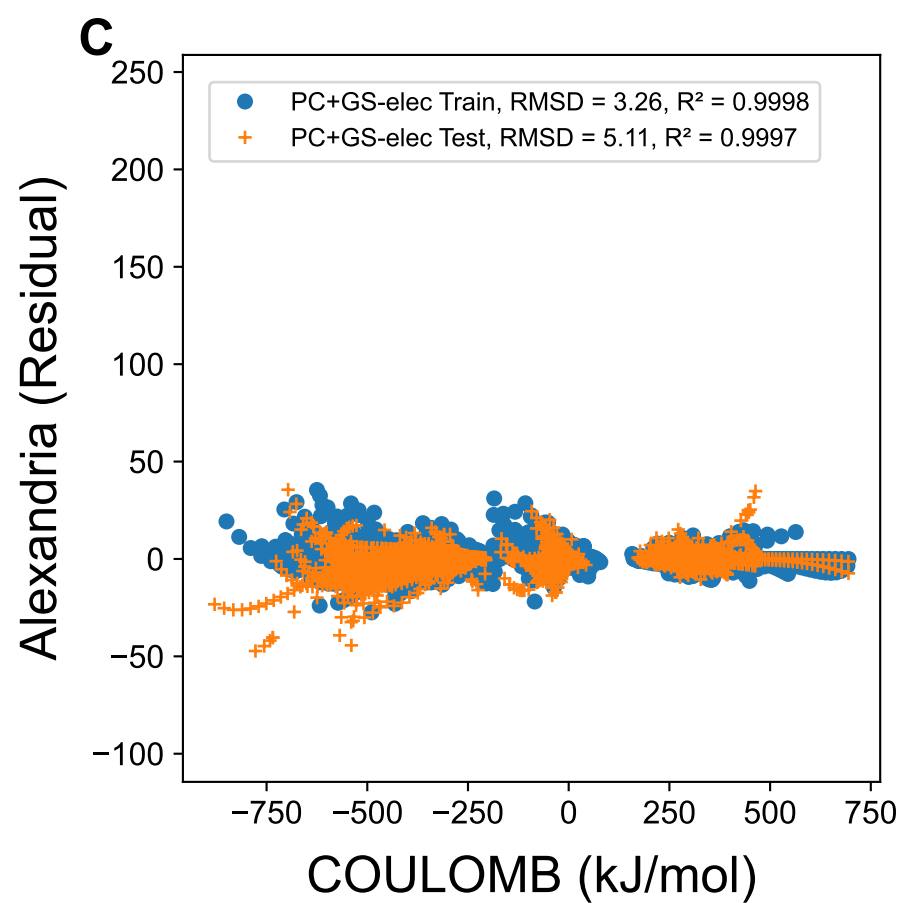 C
250
200
150
100
50
0
−50
−100
Alexandria (Residual)
PC+GS-elec Train, RMSD = 3.26, R² = 0.9998
PC+GS-elec Test, RMSD = 5.11, R² = 0.9997
−750 −500 −250 0 250 500 750
COULOMB (kJ/mol)